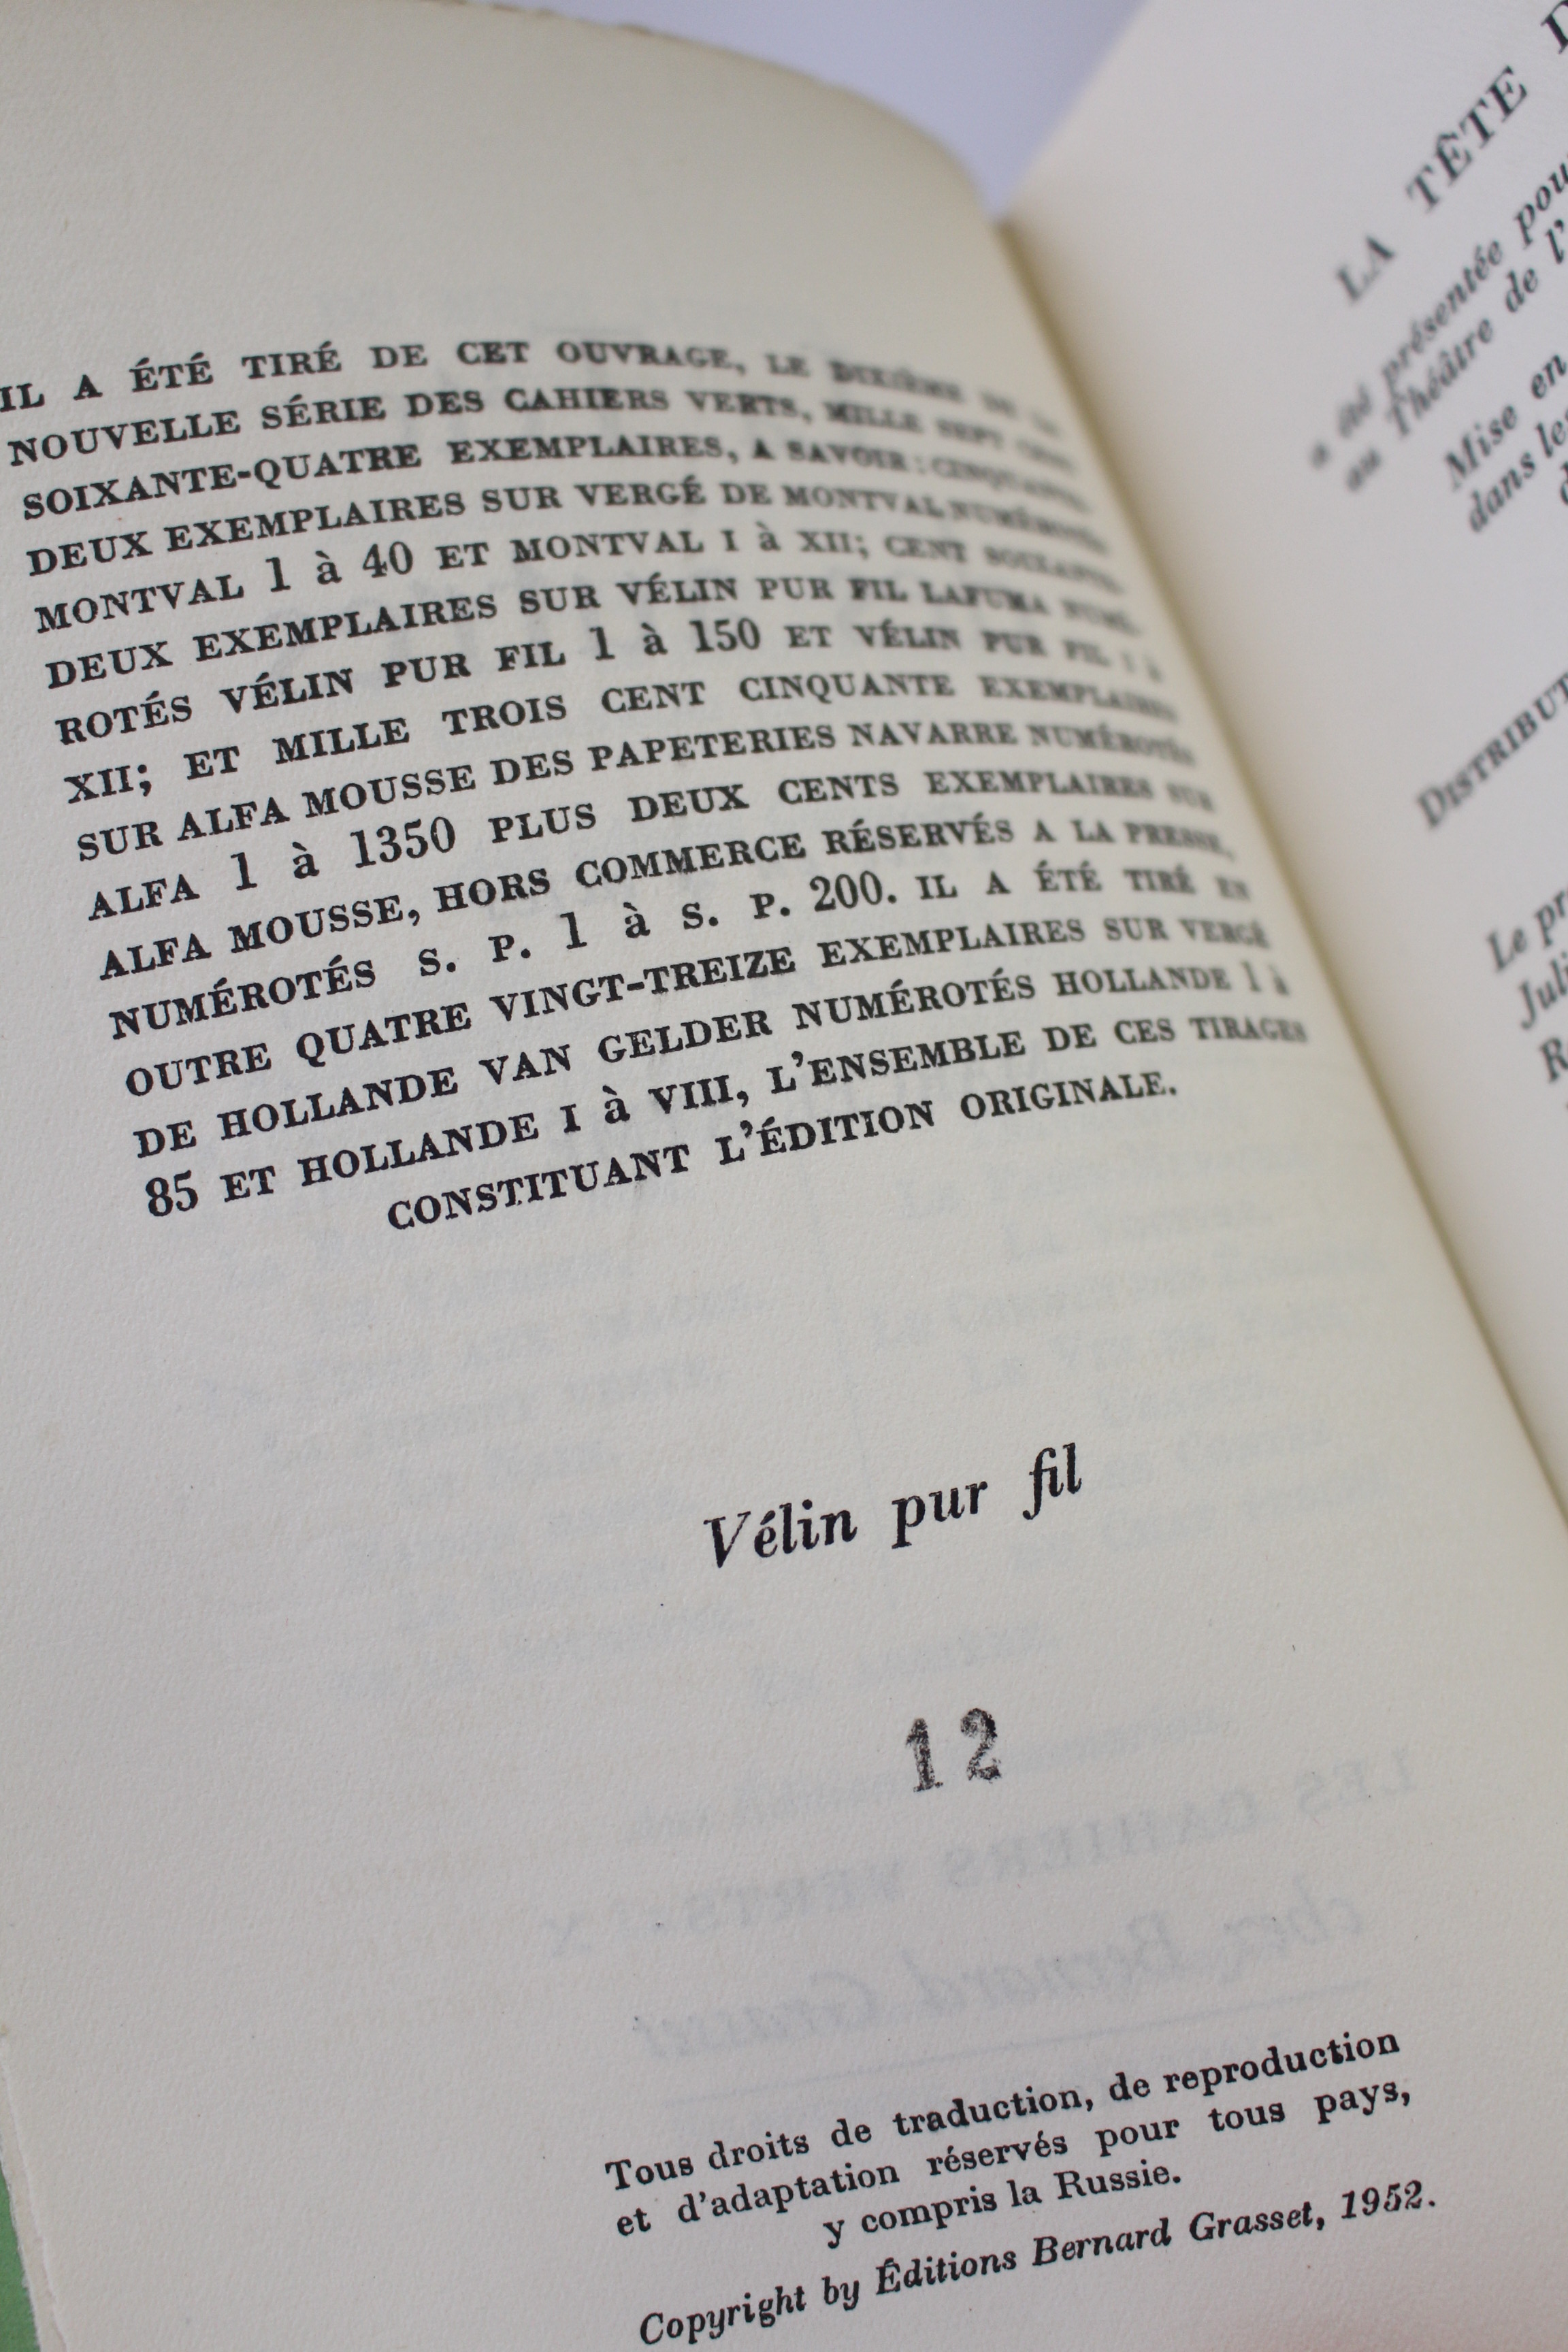 IL A ÉTÉ TIRÉ DE CET OUVRAGE, LE DIXIÈME DE LA
NOUVELLE SÉRIE DES CAHIERS VERTS, MILLE SEPT CENT
SOIXANTE-QUATRE EXEMPLAIRES, A SAVOIR : CINQUANTE-
DEUX EXEMPLAIRES SUR VERGÉ DE MONTVAL NUMÉROTÉS
MONTVAL 1 à 40 ET MONTVAL I à XII; CENT SOIXANTE-
DEUX EXEMPLAIRES SUR VÉLIN PUR FIL LAFUMA NUMÉ-
ROTÉS VÉLIN PUR FIL 1 à 150 ET VÉLIN PUR FIL I à
XII; ET MILLE TROIS CENT CINQUANTE EXEMPLAIRES
SUR ALFA MOUSSE DES PAPETERIES NAVARRE NUMÉROTÉS
ALFA 1 à 1350 PLUS DEUX CENTS EXEMPLAIRES SUR
ALFA MOUSSE, HORS COMMERCE RÉSERVÉS A LA PRESSE,
NUMÉROTÉS S. P. 1 à S. P. 200. IL A ÉTÉ TIRÉ EN
OUTRE QUATRE VINGT-TREIZE EXEMPLAIRES SUR VERGÉ
DE HOLLANDE VAN GELDER NUMÉROTÉS HOLLANDE 1 à
85 ET HOLLANDE I à VIII, L'ENSEMBLE DE CES TIRAGES
CONSTITUANT L'ÉDITION ORIGINALE.
Vélin pur fil
12
Tous droits de traduction, de reproduction
et d'adaptation réservés pour tous pays,
y compris la Russie.
Copyright by Éditions Bernard Grasset, 1952.
LA TÊTE D
a été présentée pou
au Théâtre de l'
Mise en
dans le
DISTRIBUT
Le pr
Juli
R